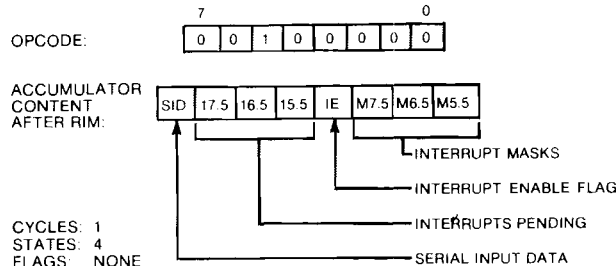 7 0
OPCODE: 0 0 1 0 0 0 0 0
ACCUMULATOR
CONTENT
AFTER RIM:
SID 17.5 16.5 15.5 IE M7.5 M6.5 M5.5
INTERRUPT MASKS
INTERRUPT ENABLE FLAG
INTERRUPTS PENDING
SERIAL INPUT DATA
CYCLES: 1
STATES: 4
FLAGS: NONE